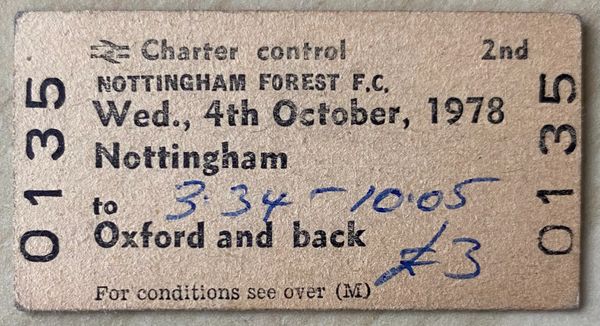 Charter control 2nd
NOTTINGHAM FOREST F.C.
Wed., 4th October, 1978
Nottingham
3.34 - 10.05
to
Oxford and back
£3
For conditions see over (M)
0135
0135